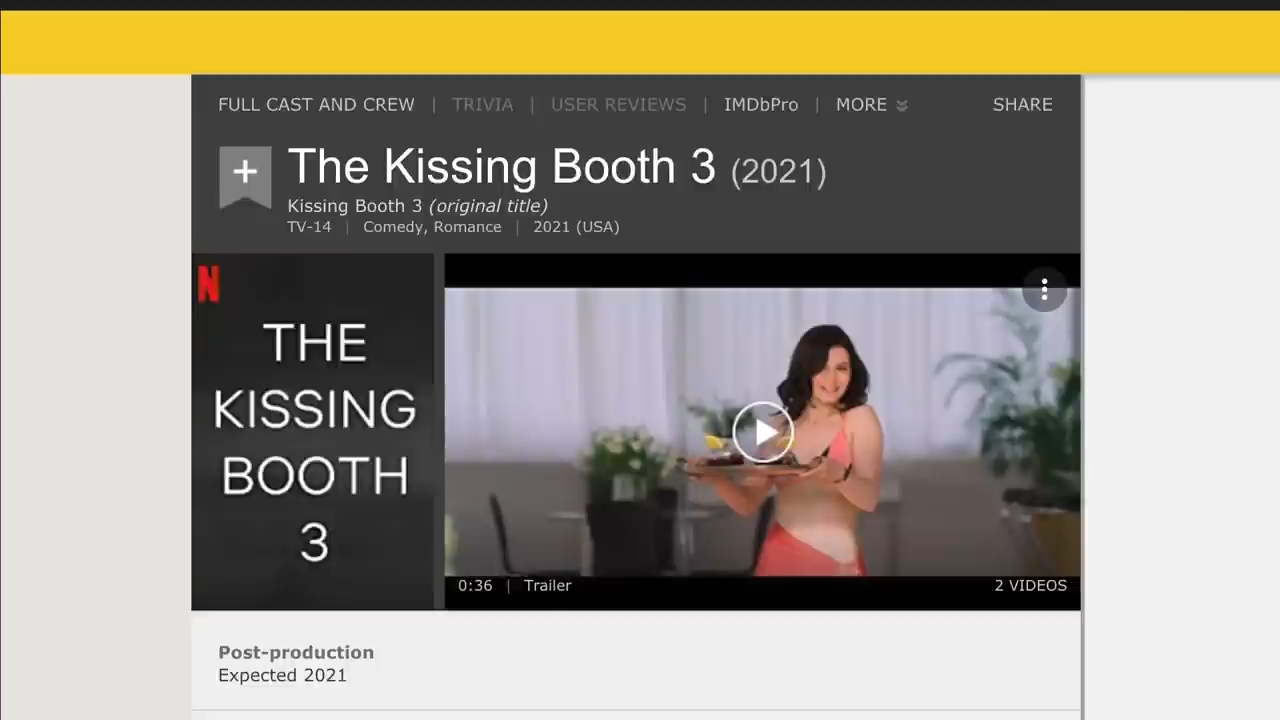 FULL CAST AND CREW | TRIVIA | USER REVIEWS | IMDbPro | MORE SHARE
+ The Kissing Booth 3 (2021)
Kissing Booth 3 (original title)
TV-14 | Comedy, Romance | 2021 (USA)
N
THE
KISSING
BOOTH
3
0:36 | Trailer 2 VIDEOS
Post-production
Expected 2021